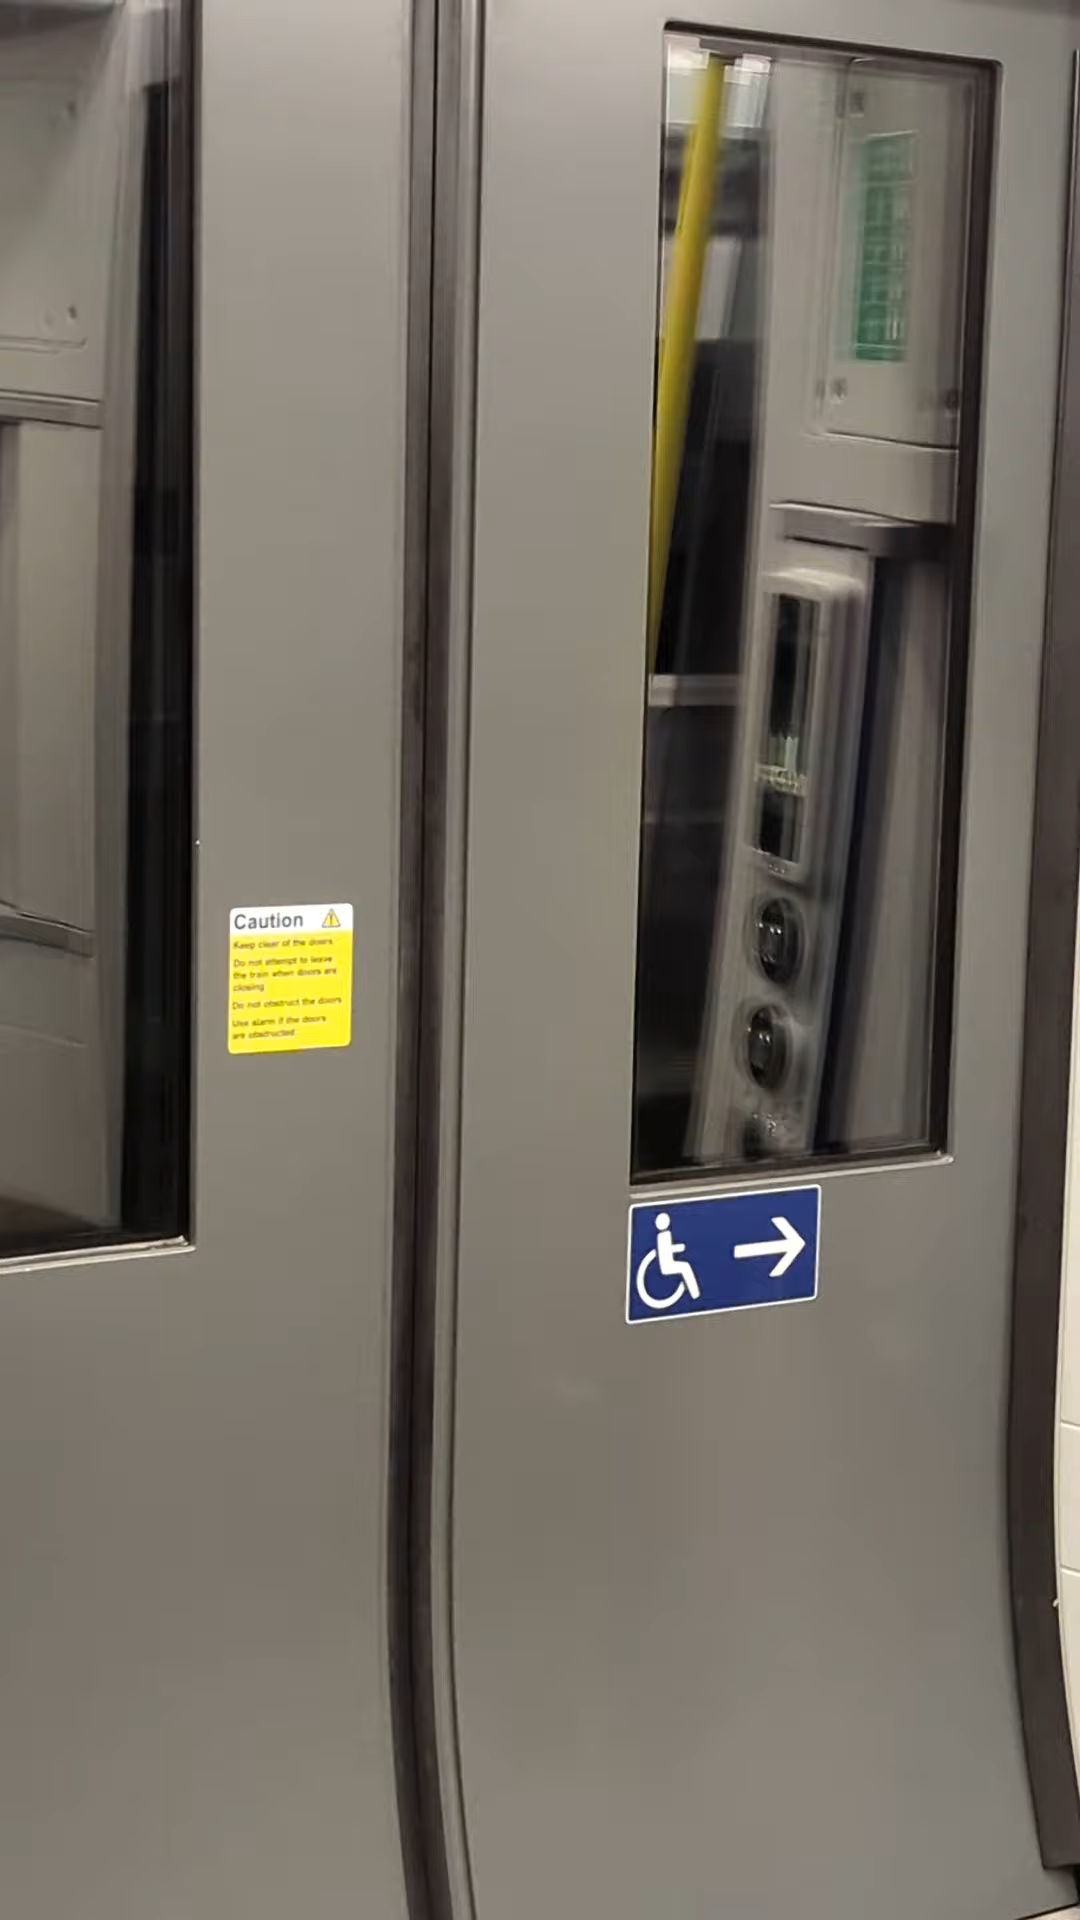 Caution
Keep clear of the doors
Do not attempt to leave
the train when doors are
closing
Do not obstruct the doors
Use alarm if the doors
are obstructed